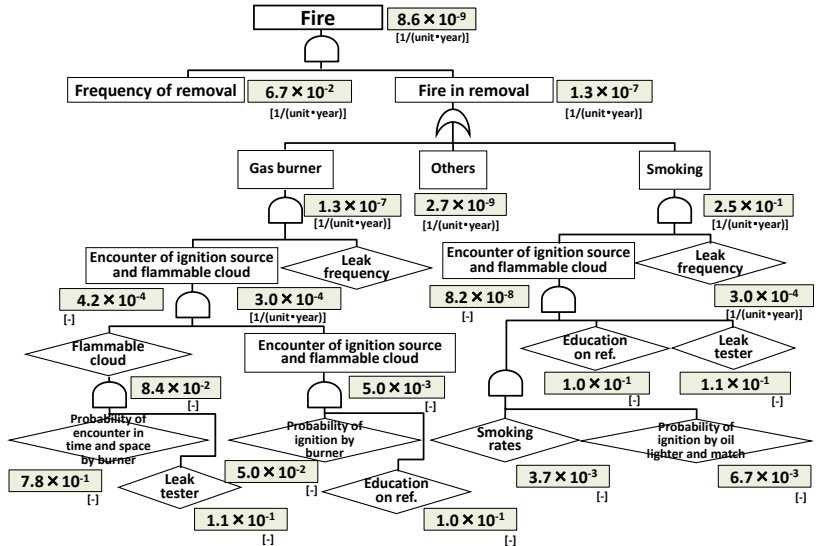 Fire
8.6 × 10⁻⁹
[1/(unit・year)]
Frequency of removal
6.7 × 10⁻²
[1/(unit・year)]
Fire in removal
1.3 × 10⁻⁷
[1/(unit・year)]
Gas burner
Others
Smoking
1.3 × 10⁻⁷
[1/(unit・year)]
2.7 × 10⁻⁹
[1/(unit・year)]
2.5 × 10⁻¹
[1/(unit・year)]
Encounter of ignition source
and flammable cloud
Leak
frequency
Encounter of ignition source
and flammable cloud
Leak
frequency
4.2 × 10⁻⁴
[-]
3.0 × 10⁻⁴
[1/(unit・year)]
8.2 × 10⁻⁸
[-]
3.0 × 10⁻⁴
[1/(unit・year)]
Flammable
cloud
Encounter of ignition source
and flammable cloud
Education
on ref.
Leak
tester
8.4 × 10⁻²
[-]
5.0 × 10⁻³
[-]
1.0 × 10⁻¹
[-]
1.1 × 10⁻¹
[-]
Probability of
encounter in
time and space
by burner
Probability of
ignition by
burner
Smoking
rates
Probability of
ignition by oil
lighter and match
7.8 × 10⁻¹
[-]
Leak
tester
5.0 × 10⁻²
[-]
Education
on ref.
3.7 × 10⁻³
[-]
6.7 × 10⁻³
[-]
1.1 × 10⁻¹
[-]
1.0 × 10⁻¹
[-]